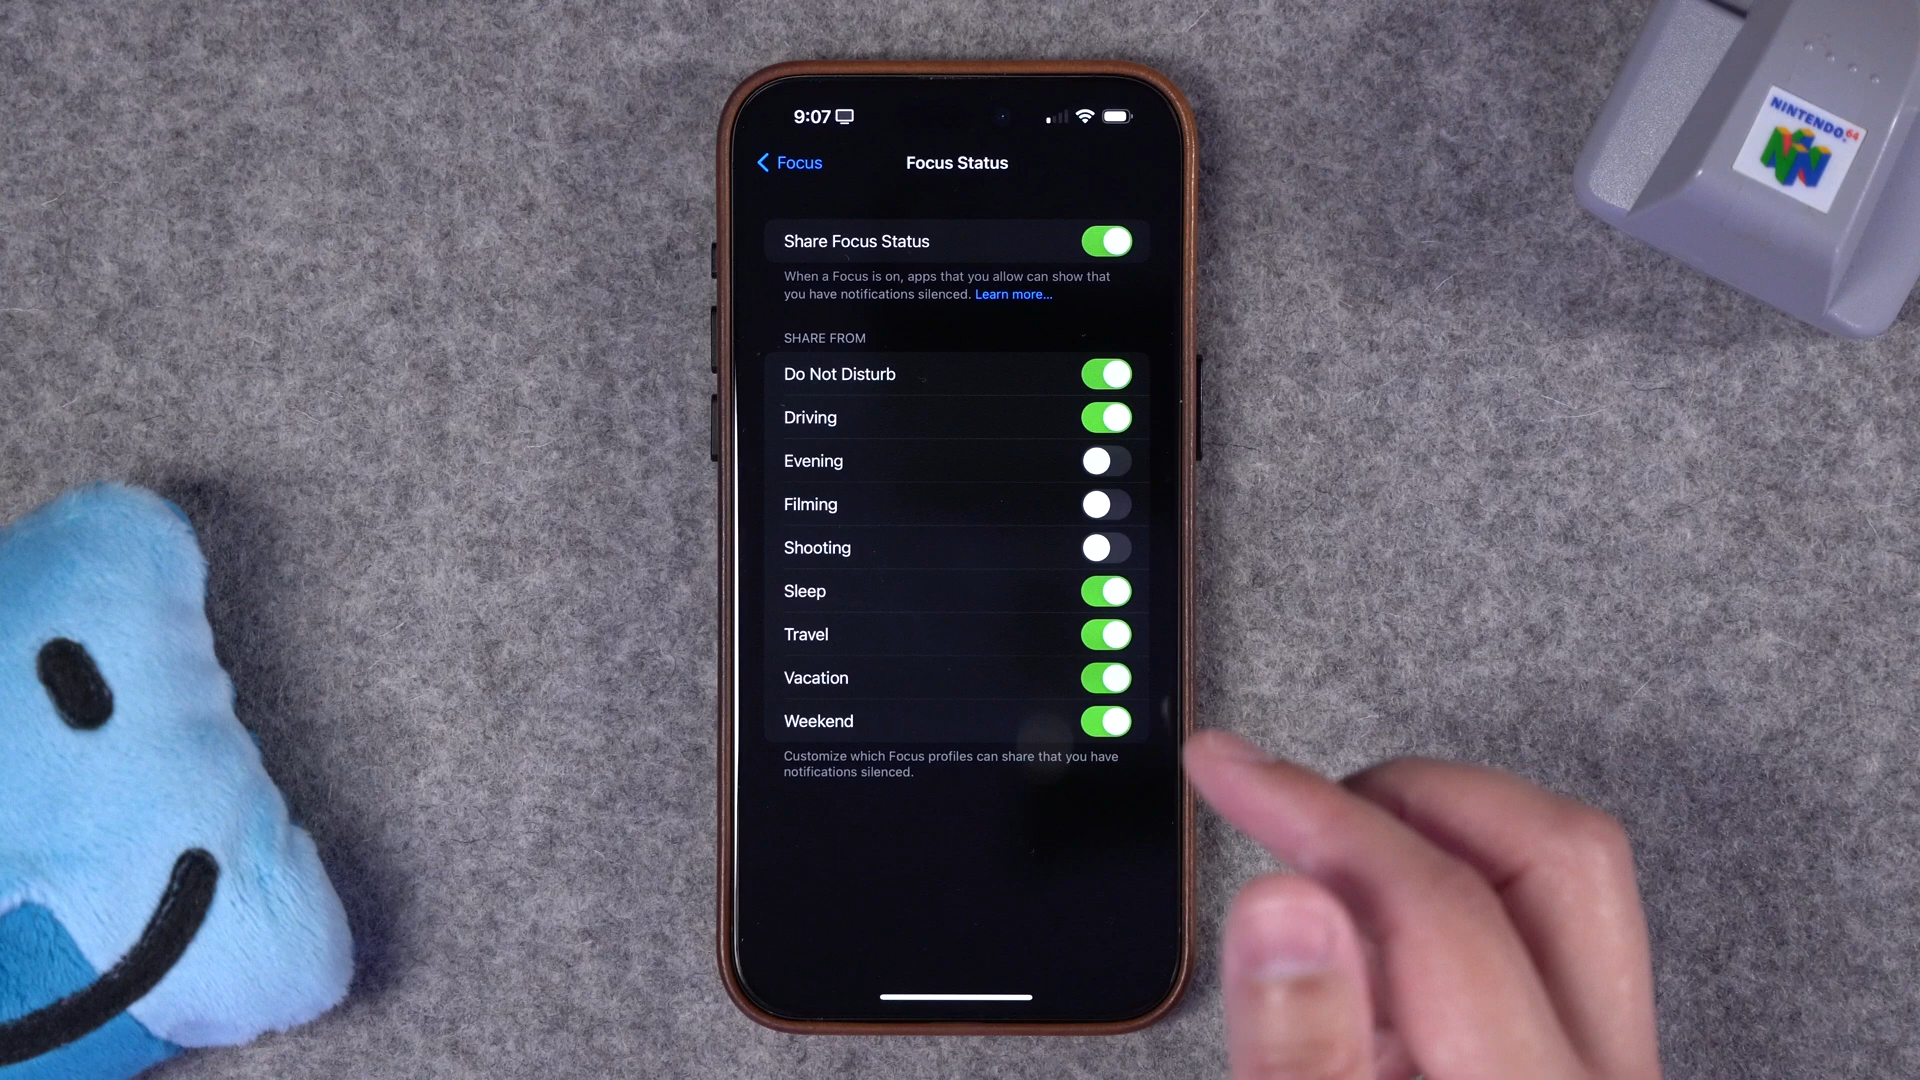 9:07
Focus
Focus Status
Share Focus Status
When a Focus is on, apps that you allow can show that
you have notifications silenced. Learn more...
SHARE FROM
Do Not Disturb
Driving
Evening
Filming
Shooting
Sleep
Travel
Vacation
Weekend
Customize which Focus profiles can share that you have
notifications silenced.
NINTENDO 64